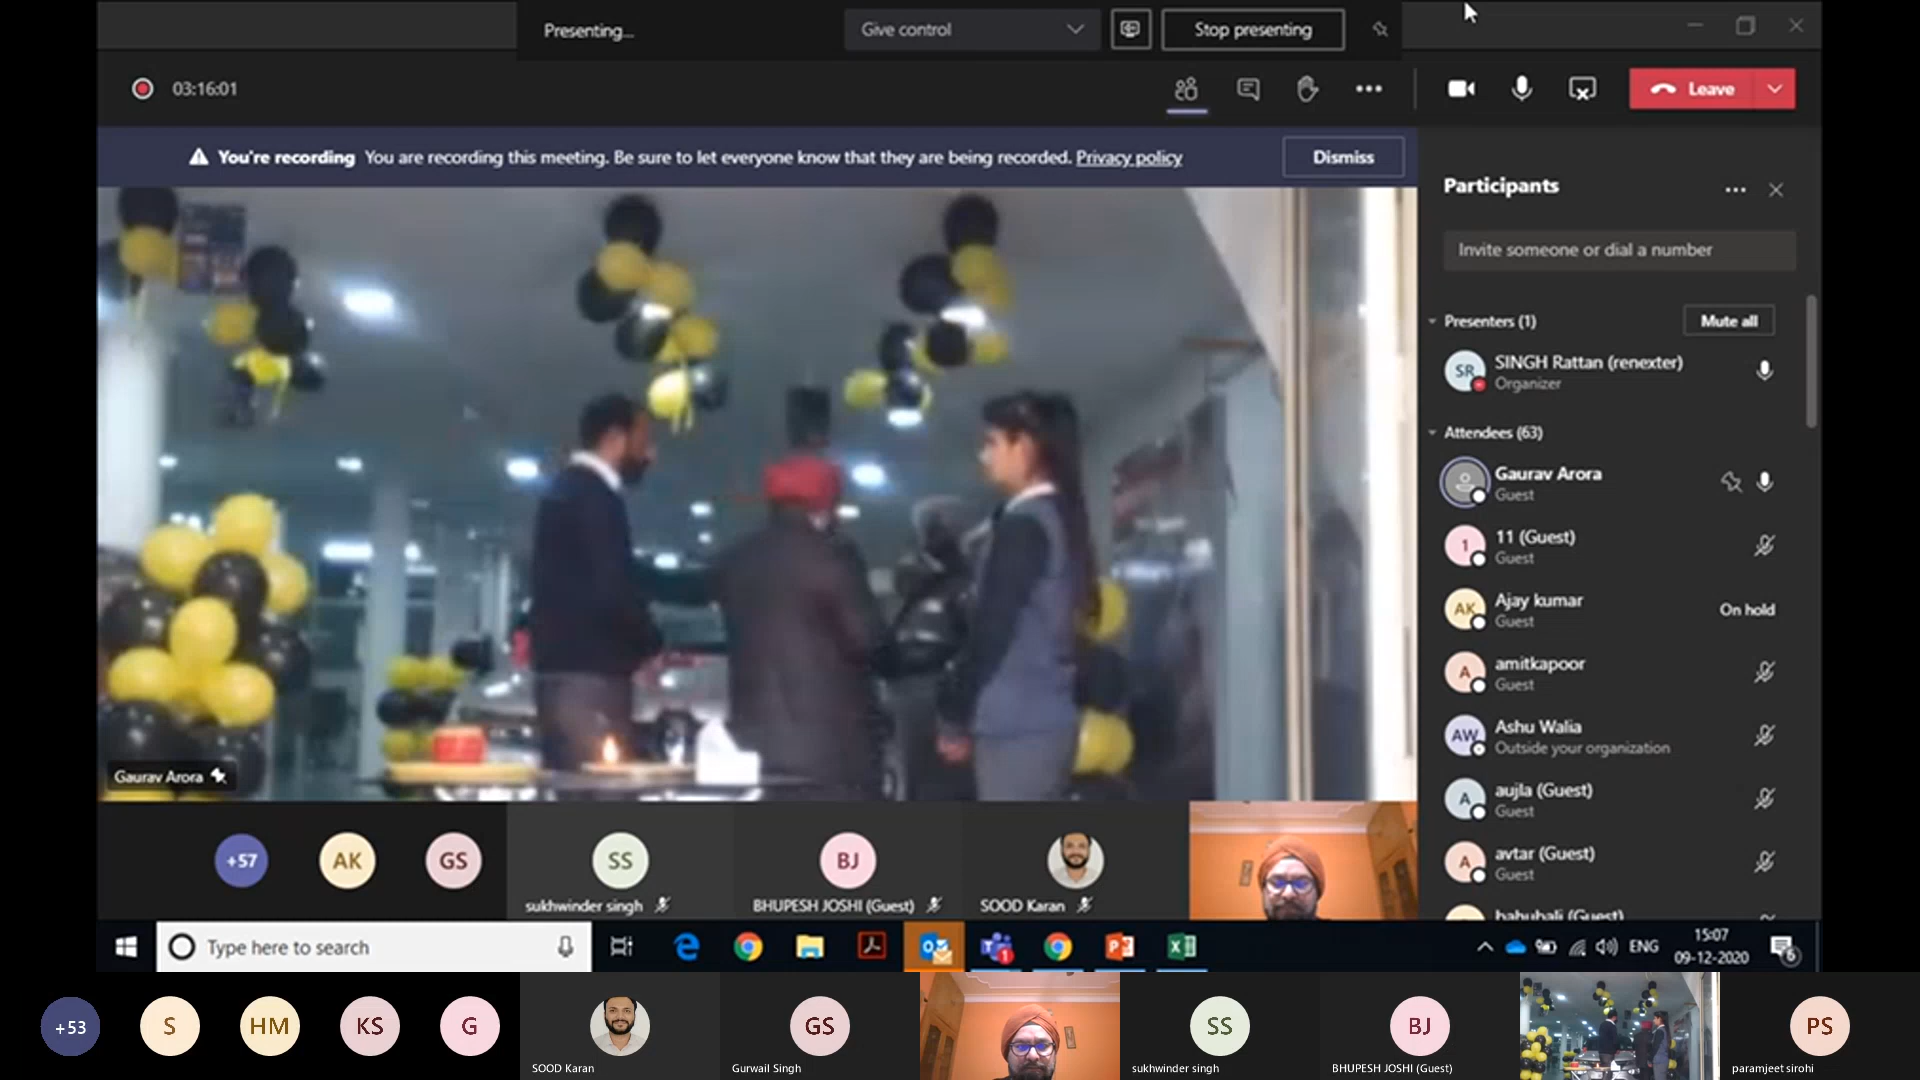 Presenting...
Give control
Stop presenting
03:16:01
Leave
You're recording You are recording this meeting. Be sure to let everyone know that they are being recorded. Privacy policy
Dismiss
Participants
Invite someone or dial a number
Presenters (1)
Mute all
SR
SINGH Rattan (renexter)
Organizer
Attendees (63)
Gaurav Arora
Guest
1
11 (Guest)
Guest
AK
Ajay kumar
Guest
On hold
A
amitkapoor
Guest
AW
Ashu Walia
Outside your organization
A
aujla (Guest)
Guest
A
avtar (Guest)
Guest
bahubali (Guest)
Gaurav Arora
+57
AK
GS
SS
BJ
sukhwinder singh
BHUPESH JOSHI (Guest)
SOOD Karan
Type here to search
ENG
15:07
09-12-2020
6
+53
S
HM
KS
G
GS
SS
BJ
PS
SOOD Karan
Gurwail Singh
sukhwinder singh
BHUPESH JOSHI (Guest)
paramjeet sirohi